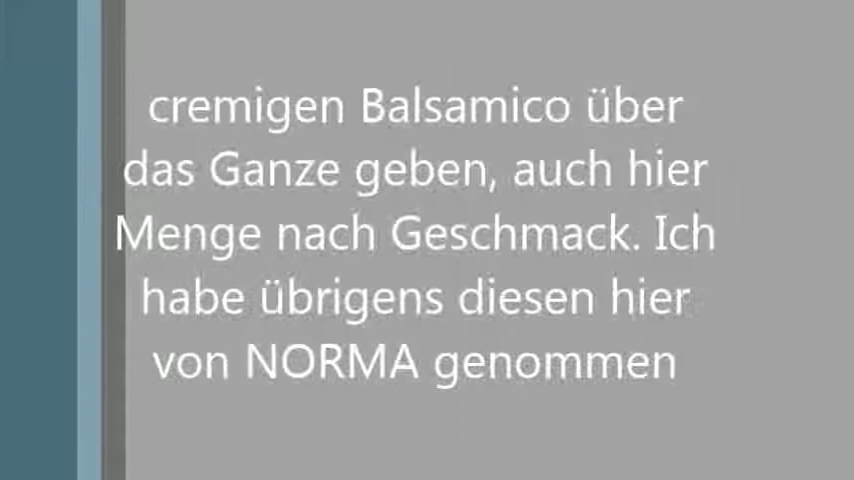 cremigen Balsamico über
das Ganze geben, auch hier
Menge nach Geschmack. Ich
habe übrigens diesen hier
von NORMA genommen